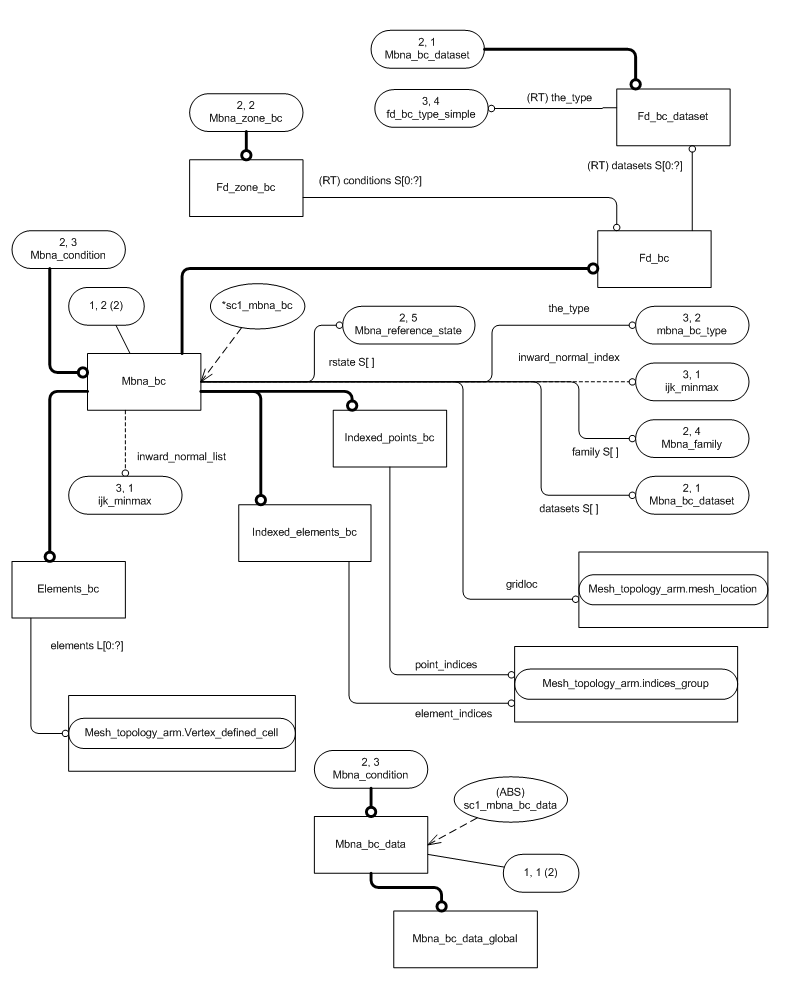 2, 1
Mbna_bc_dataset
3, 4
fd_bc_type_simple
(RT) the_type
Fd_bc_dataset
2, 2
Mbna_zone_bc
Fd_zone_bc
(RT) conditions S[0:?]
(RT) datasets S[0:?]
Fd_bc
2, 3
Mbna_condition
1, 2 (2)
*sc1_mbna_bc
2, 5
Mbna_reference_state
rstate S[ ]
the_type
3, 2
mbna_bc_type
Mbna_bc
inward_normal_index
3, 1
ijk_minmax
Indexed_points_bc
2, 4
Mbna_family
family S[ ]
inward_normal_list
3, 1
ijk_minmax
2, 1
Mbna_bc_dataset
datasets S[ ]
Indexed_elements_bc
Elements_bc
gridloc
Mesh_topology_arm.mesh_location
elements L[0:?]
point_indices
Mesh_topology_arm.indices_group
element_indices
Mesh_topology_arm.Vertex_defined_cell
2, 3
Mbna_condition
(ABS)
sc1_mbna_bc_data
Mbna_bc_data
1, 1 (2)
Mbna_bc_data_global